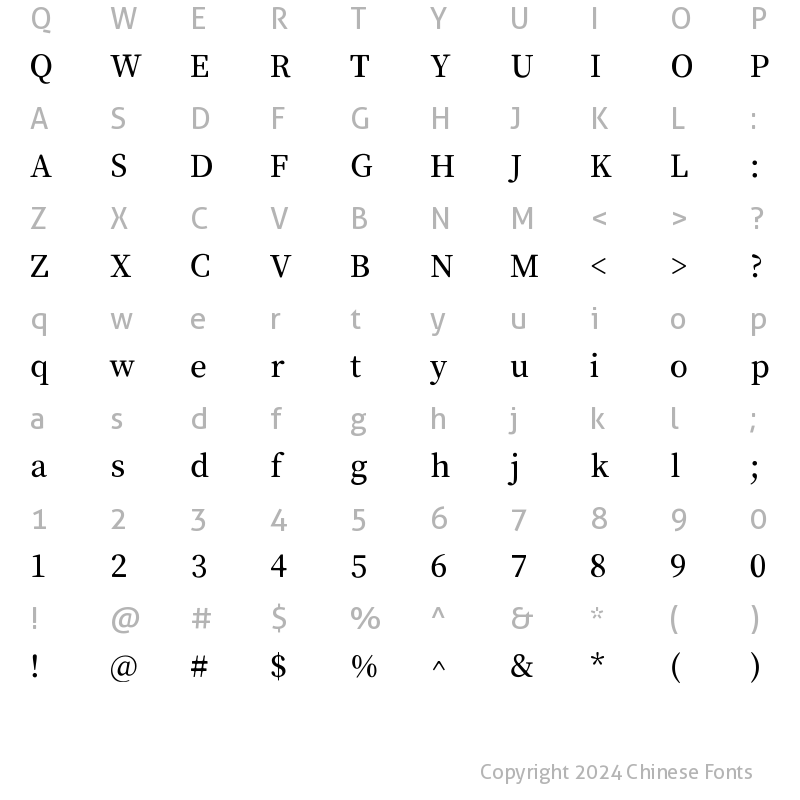 Q W E R T Y U I O P
Q W E R T Y U I O P
A S D F G H J K L :
A S D F G H J K L :
Z X C V B N M < > ?
Z X C V B N M < > ?
q w e r t y u i o p
q w e r t y u i o p
a s d f g h j k l ;
a s d f g h j k l ;
1 2 3 4 5 6 7 8 9 0
1 2 3 4 5 6 7 8 9 0
! @ # $ % ^ & * ( )
! @ # $ % ^ & * ( )
Copyright 2024 Chinese Fonts